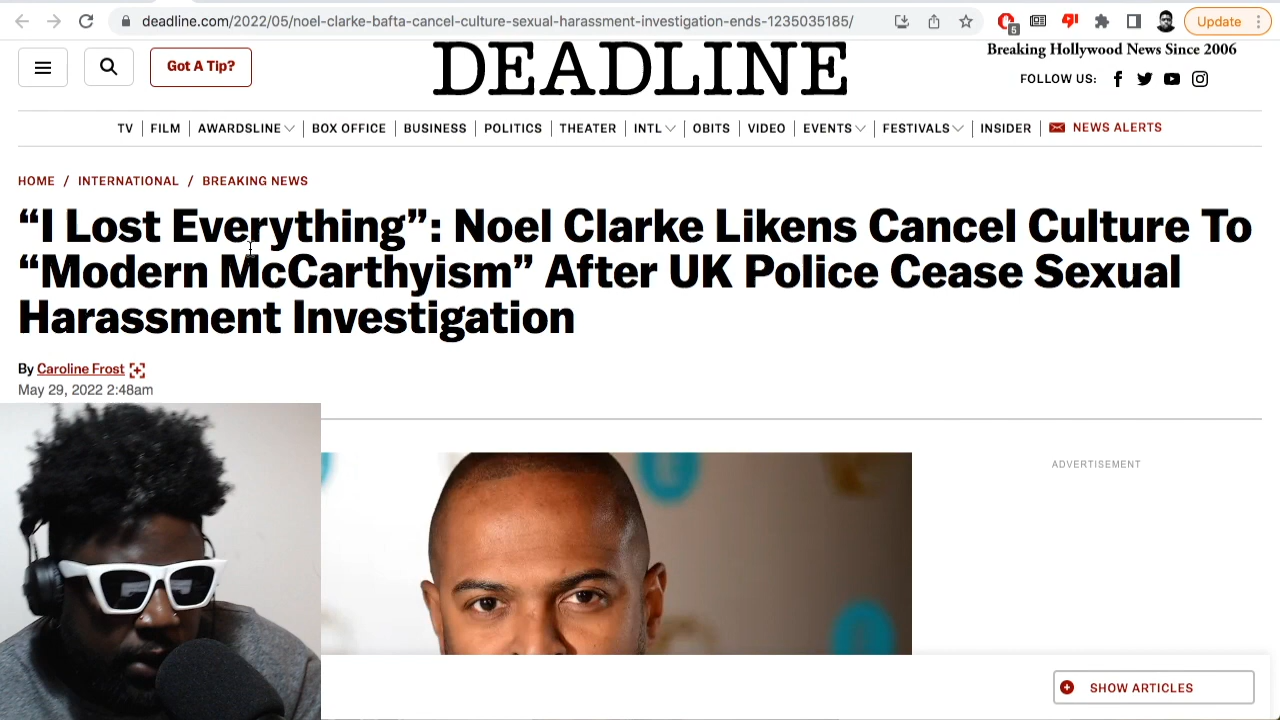 deadline.com/2022/05/noel-clarke-bafta-cancel-culture-sexual-harassment-investigation-ends-1235035185/
5
Update
Got A Tip?
DEADLINE
Breaking Hollywood News Since 2006
FOLLOW US:
TV FILM AWARDSLINE BOX OFFICE BUSINESS POLITICS THEATER INTL OBITS VIDEO EVENTS FESTIVALS INSIDER NEWS ALERTS
HOME / INTERNATIONAL / BREAKING NEWS
“I Lost Everything”: Noel Clarke Likens Cancel Culture To
“Modern McCarthyism” After UK Police Cease Sexual
Harassment Investigation
By Caroline Frost
May 29, 2022 2:48am
ADVERTISEMENT
SHOW ARTICLES